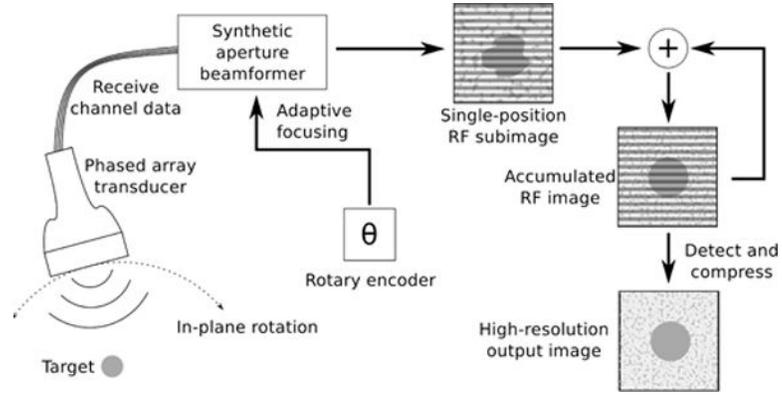 Synthetic
aperture
beamformer
Receive
channel data
Adaptive
focusing
Single-position
RF subimage
+
Phased array
transducer
Accumulated
RF image
θ
Rotary encoder
Detect and
compress
In-plane rotation
High-resolution
output image
Target